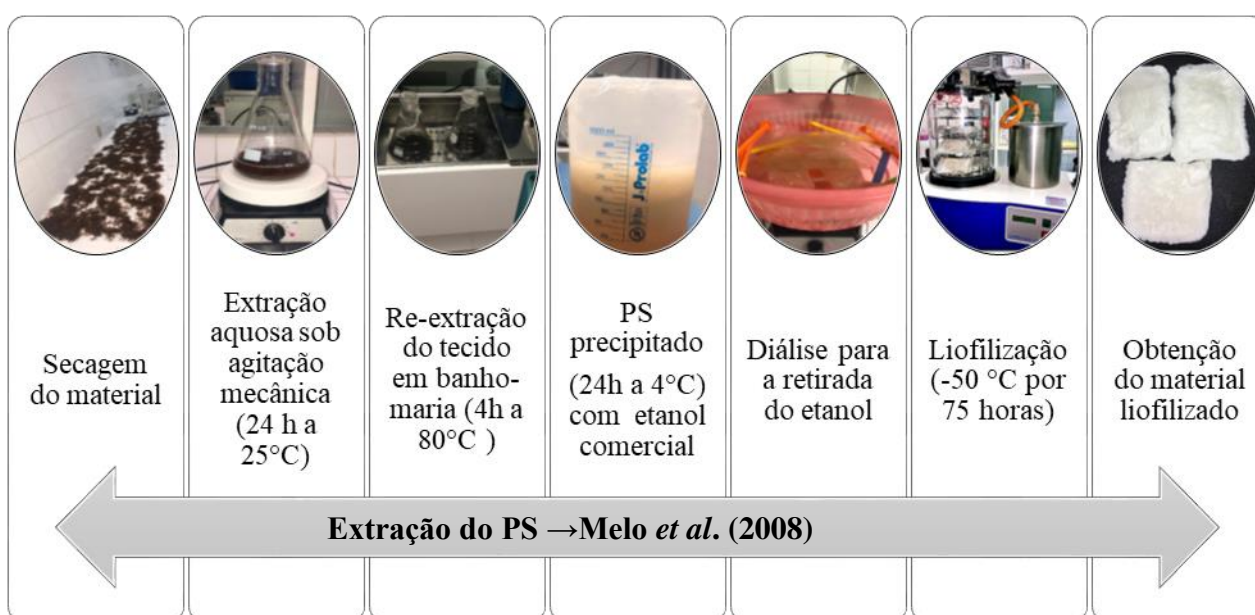 Secagem
do material
Extração
aquosa sob
agitação
mecânica
(24 h a
25°C)
Re-extração
do tecido
em banho-
maria (4h a
80°C )
J-Prolab
PS
precipitado
(24h a 4°C)
com etanol
comercial
Diálise para
a retirada
do etanol
Liofilização
(-50 °C por
75 horas)
Obtenção
do material
liofilizado
Extração do PS →Melo et al. (2008)